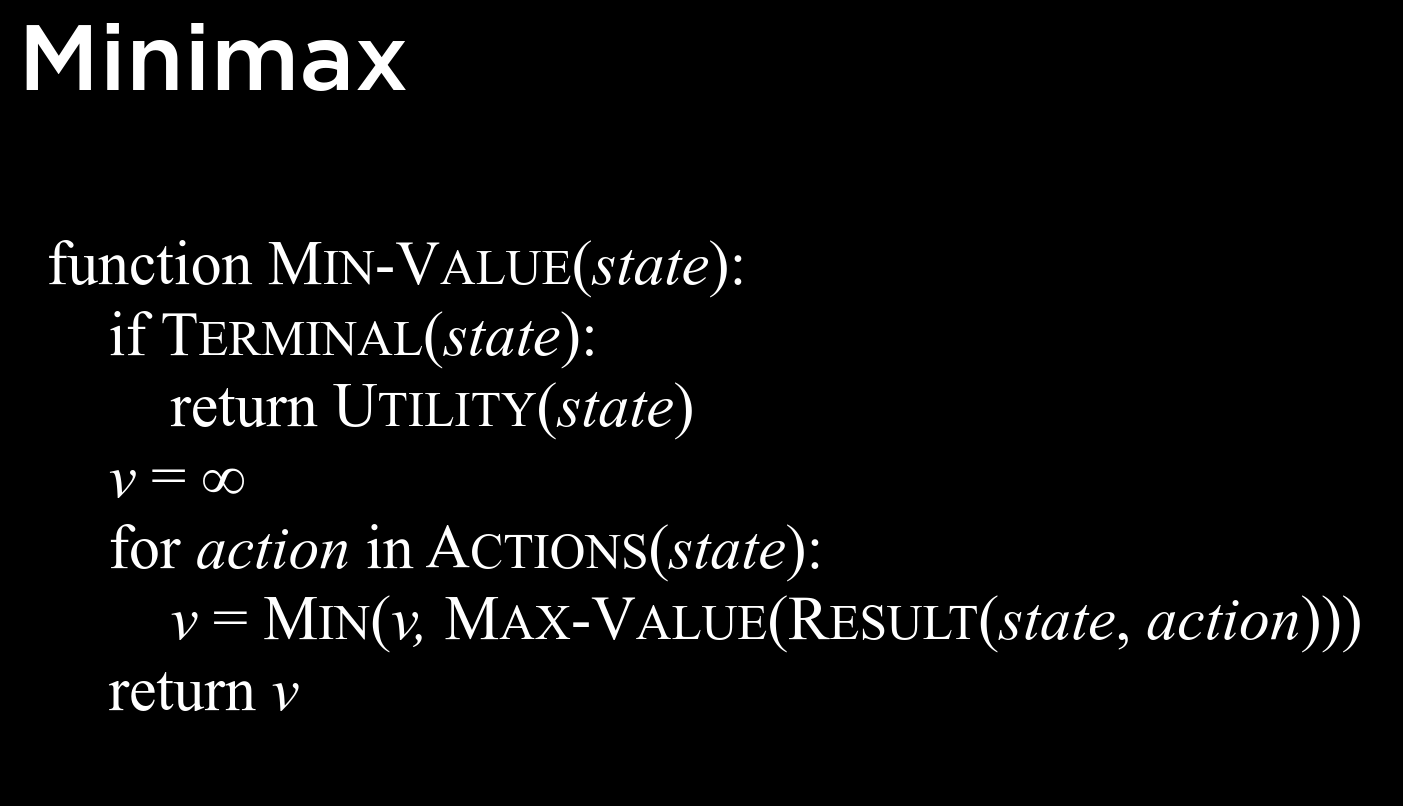 Minimax
function MIN-VALUE(state):
if TERMINAL(state):
return UTILITY(state)
v = ∞
for action in ACTIONS(state):
v = MIN(v, MAX-VALUE(RESULT(state, action)))
return v